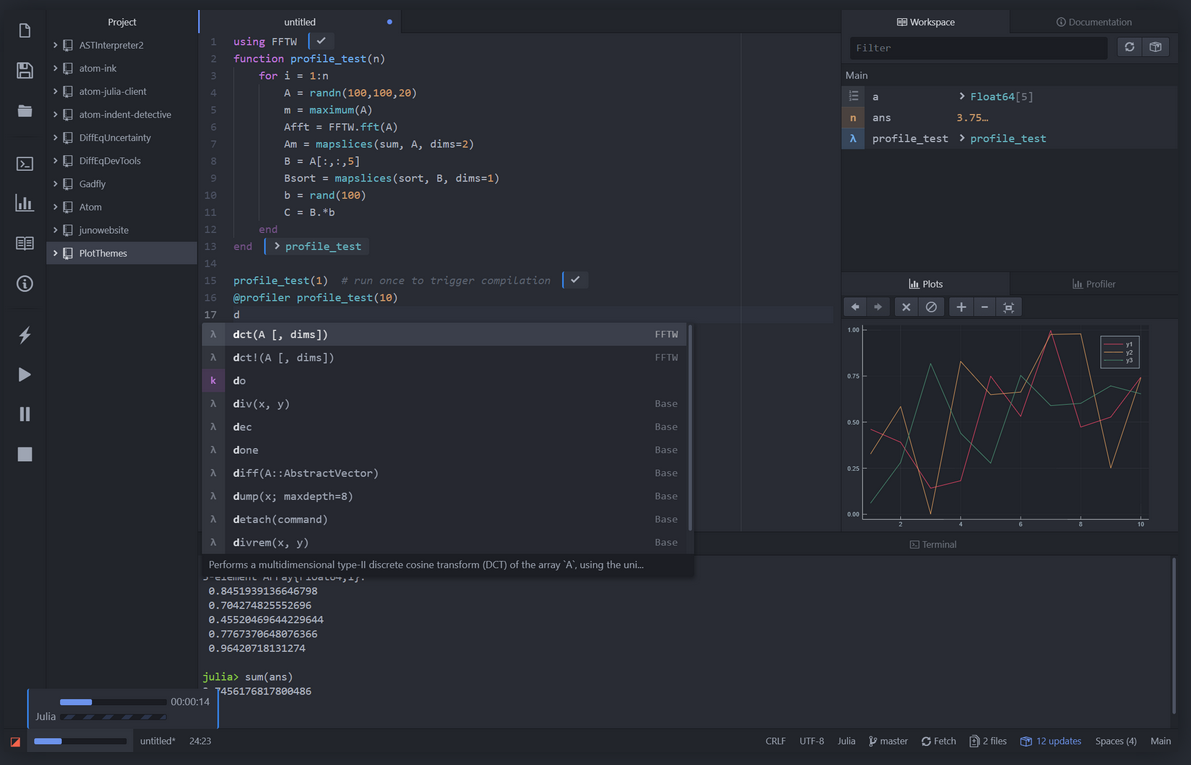 Project
ASTInterpreter2
atom-ink
atom-julia-client
atom-indent-detective
DiffEqUncertainty
DiffEqDevTools
Gadfly
Atom
junowebsite
PlotThemes
untitled
1 using FFTW
2 function profile_test(n)
3 for i = 1:n
4 A = randn(100,100,20)
5 m = maximum(A)
6 Afft = FFTW.fft(A)
7 Am = mapslices(sum, A, dims=2)
8 B = A[:,:,5]
9 Bsort = mapslices(sort, B, dims=1)
10 b = rand(100)
11 C = B.*b
12 end
13 end > profile_test
14
15 profile_test(1) # run once to trigger compilation
16 @profiler profile_test(10)
17 d
λ dct(A [, dims]) FFTW
λ dct!(A [, dims]) FFTW
k do
λ div(x, y) Base
λ dec Base
λ done Base
λ diff(A::AbstractVector) Base
λ dump(x; maxdepth=8) Base
λ detach(command) Base
λ divrem(x, y) Base
Performs a multidimensional type-II discrete cosine transform (DCT) of the array `A`, using the uni...
Workspace Documentation
Filter
Main
a > Float64[5]
n ans 3.75…
λ profile_test > profile_test
Plots Profiler
1.00
0.75
0.50
0.25
0.00
2 4 6 8 10
y1
y2
y3
Terminal
5-element Array{Float64,1}:
0.8451939136646798
0.704274825552696
0.45520469644229644
0.7767370648076366
0.96420718131274
julia> sum(ans)
3.7456176817800486
00:00:14
Julia
untitled* 24:23
CRLF UTF-8 Julia master Fetch 2 files 12 updates Spaces (4) Main